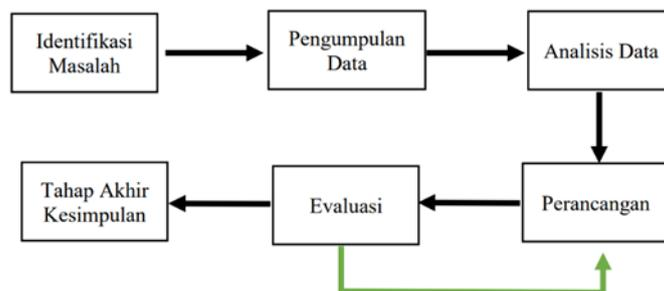 Identifikasi
Masalah
Pengumpulan
Data
Analisis Data
Tahap Akhir
Kesimpulan
Evaluasi
Perancangan